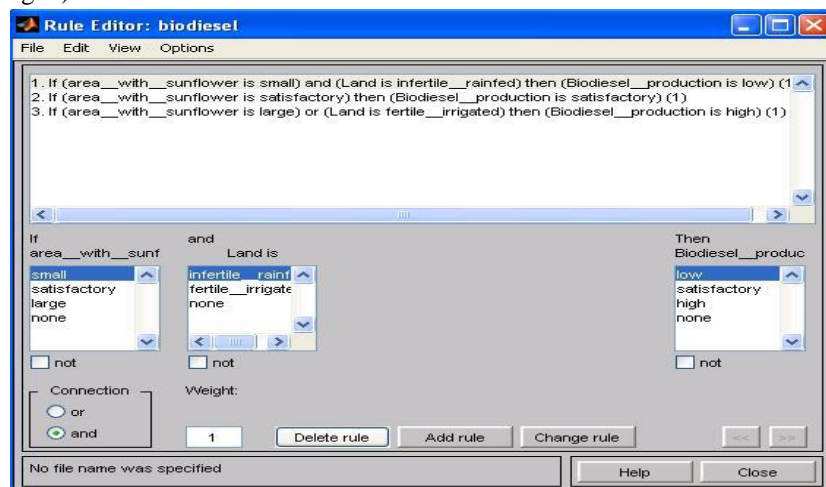 Rule Editor: biodiesel
File Edit View Options
1. If (area__with__sunflower is small) and (Land is infertile__rainfed) then (Biodiesel__production is low) (1
2. If (area__with__sunflower is satisfactory) then (Biodiesel__production is satisfactory) (1)
3. If (area__with__sunflower is large) or (Land is fertile__irrigated) then (Biodiesel__production is high) (1)
If and Then
area__with__sunf Land is Biodiesel__produc
small infertile__rainf low
satisfactory fertile__irrigate satisfactory
large none high
none none
not not not
Connection Weight:
or
and 1 Delete rule Add rule Change rule << >>
No file name was specified Help Close